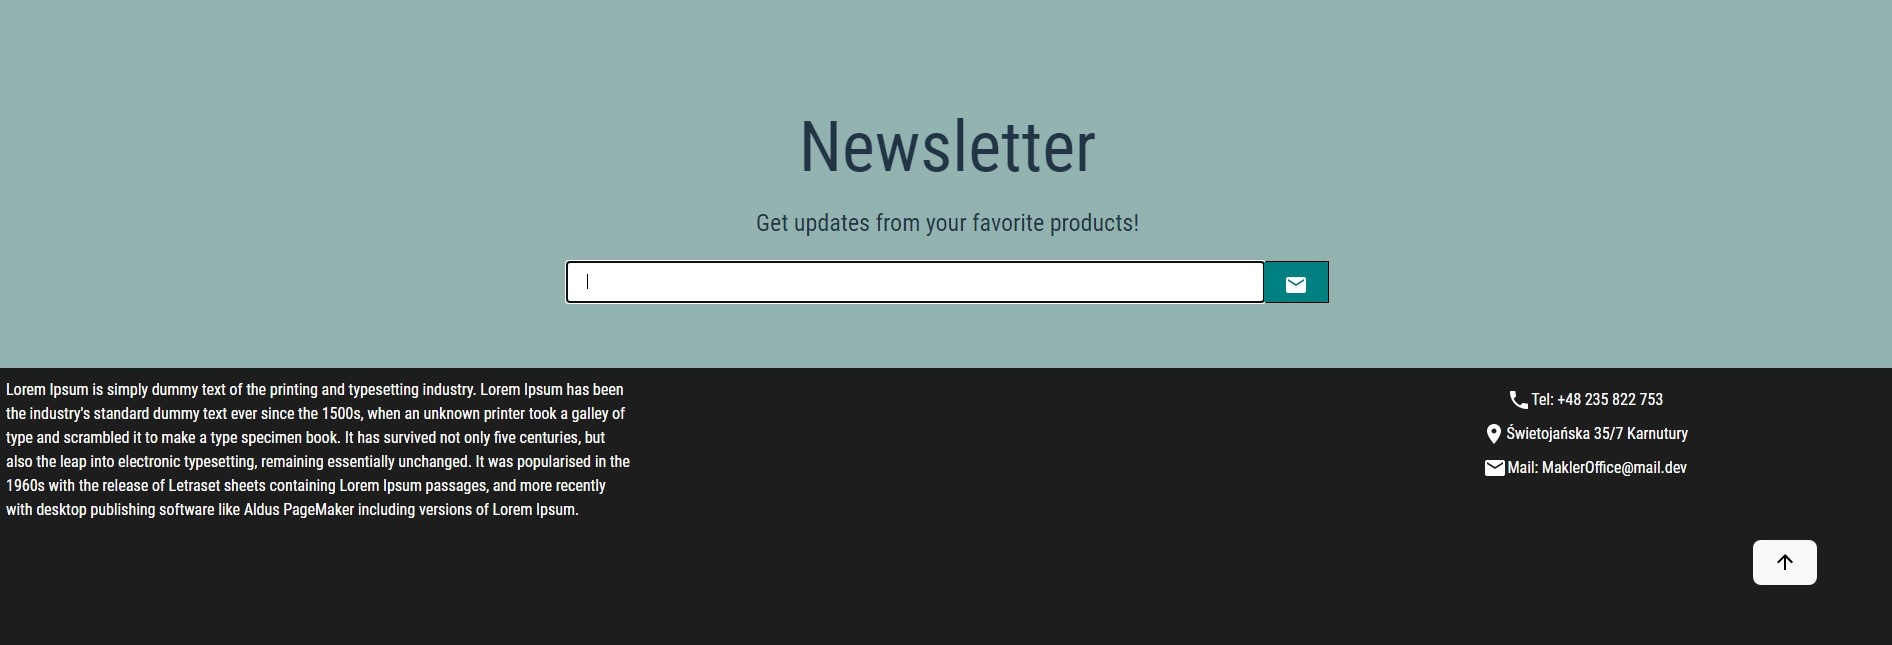 Newsletter
Get updates from your favorite products!
Lorem Ipsum is simply dummy text of the printing and typesetting industry. Lorem Ipsum has been
the industry's standard dummy text ever since the 1500s, when an unknown printer took a galley of
type and scrambled it to make a type specimen book. It has survived not only five centuries, but
also the leap into electronic typesetting, remaining essentially unchanged. It was popularised in the
1960s with the release of Letraset sheets containing Lorem Ipsum passages, and more recently
with desktop publishing software like Aldus PageMaker including versions of Lorem Ipsum.
Tel: +48 235 822 753
Świetojańska 35/7 Karnutury
Mail: MaklerOffice@mail.dev